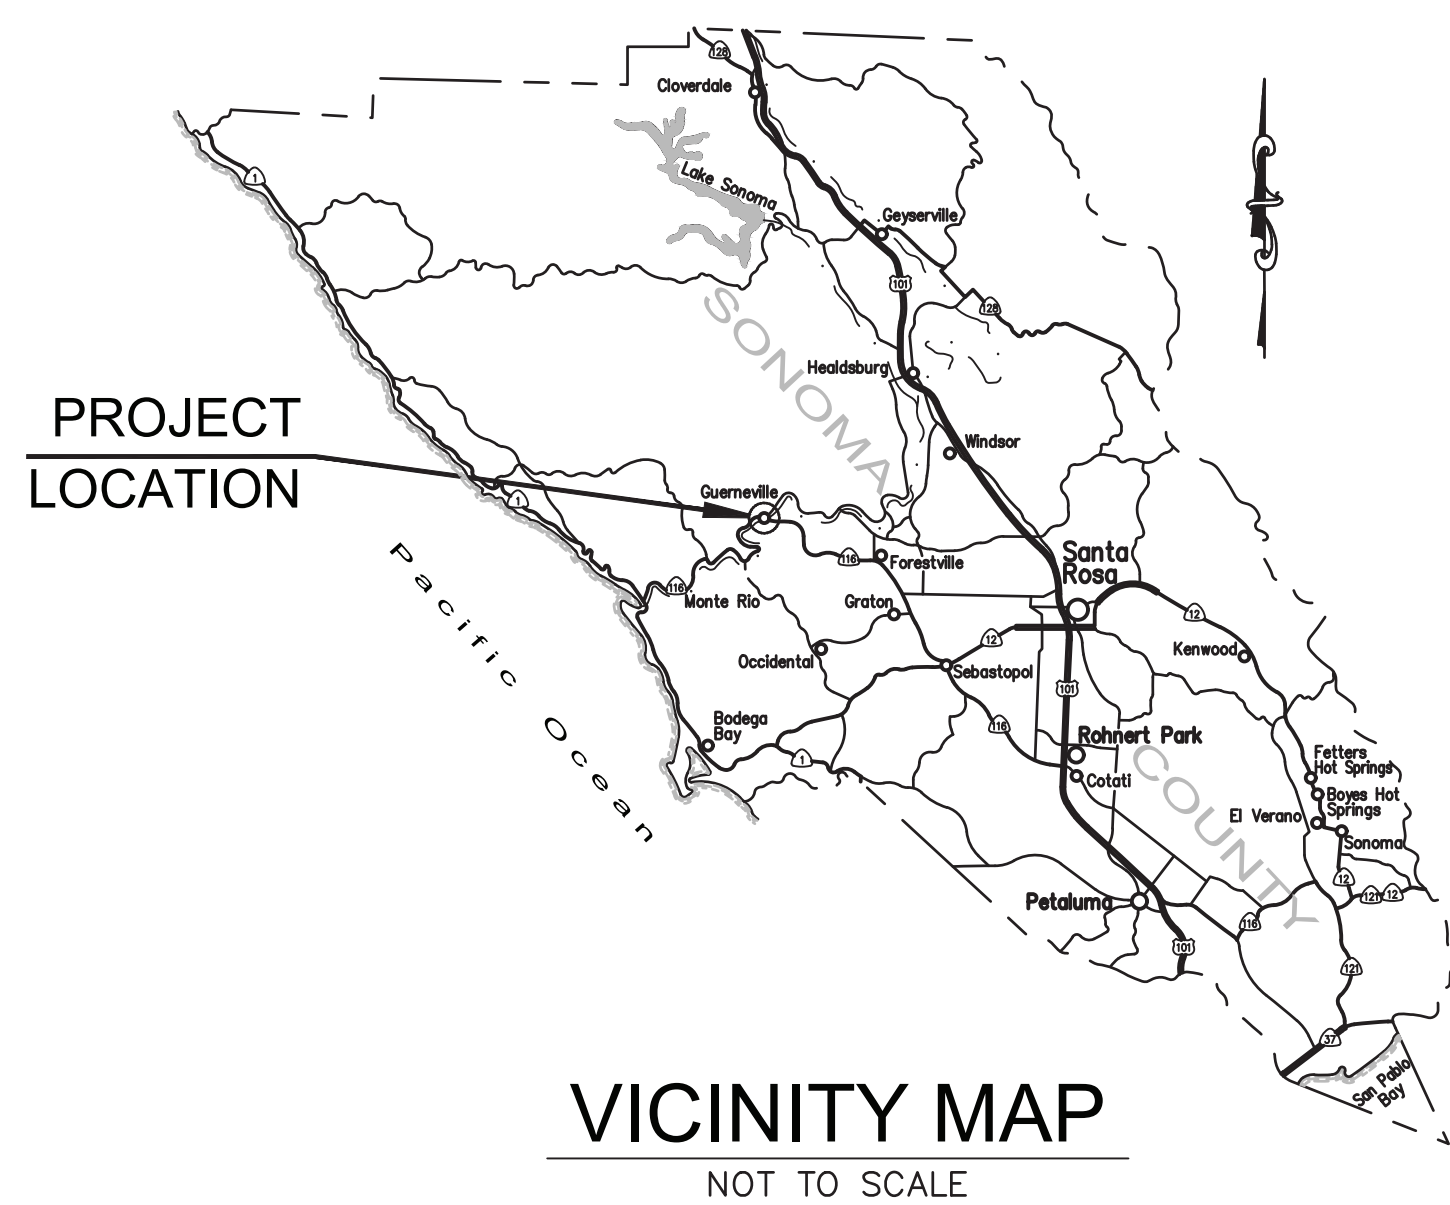 128
Cloverdale
1
Lake Sonoma
Geyserville
101
128
SONOMA
Healdsburg
PROJECT
LOCATION
Windsor
Guerneville
1
Pacific Ocean
116
Forestville
Santa
Rosa
116
Monte Rio
Graton
12
12
Kenwood
Occidental
Sebastopol
101
Bodega
Bay
116
Rohnert Park
1
Cotati
COUNTY
Fetters
Hot Springs
Boyes Hot
Springs
El Verano
Sonoma
12
121
12
Petaluma
116
101
121
37
San Pablo
Bay
VICINITY MAP
NOT TO SCALE